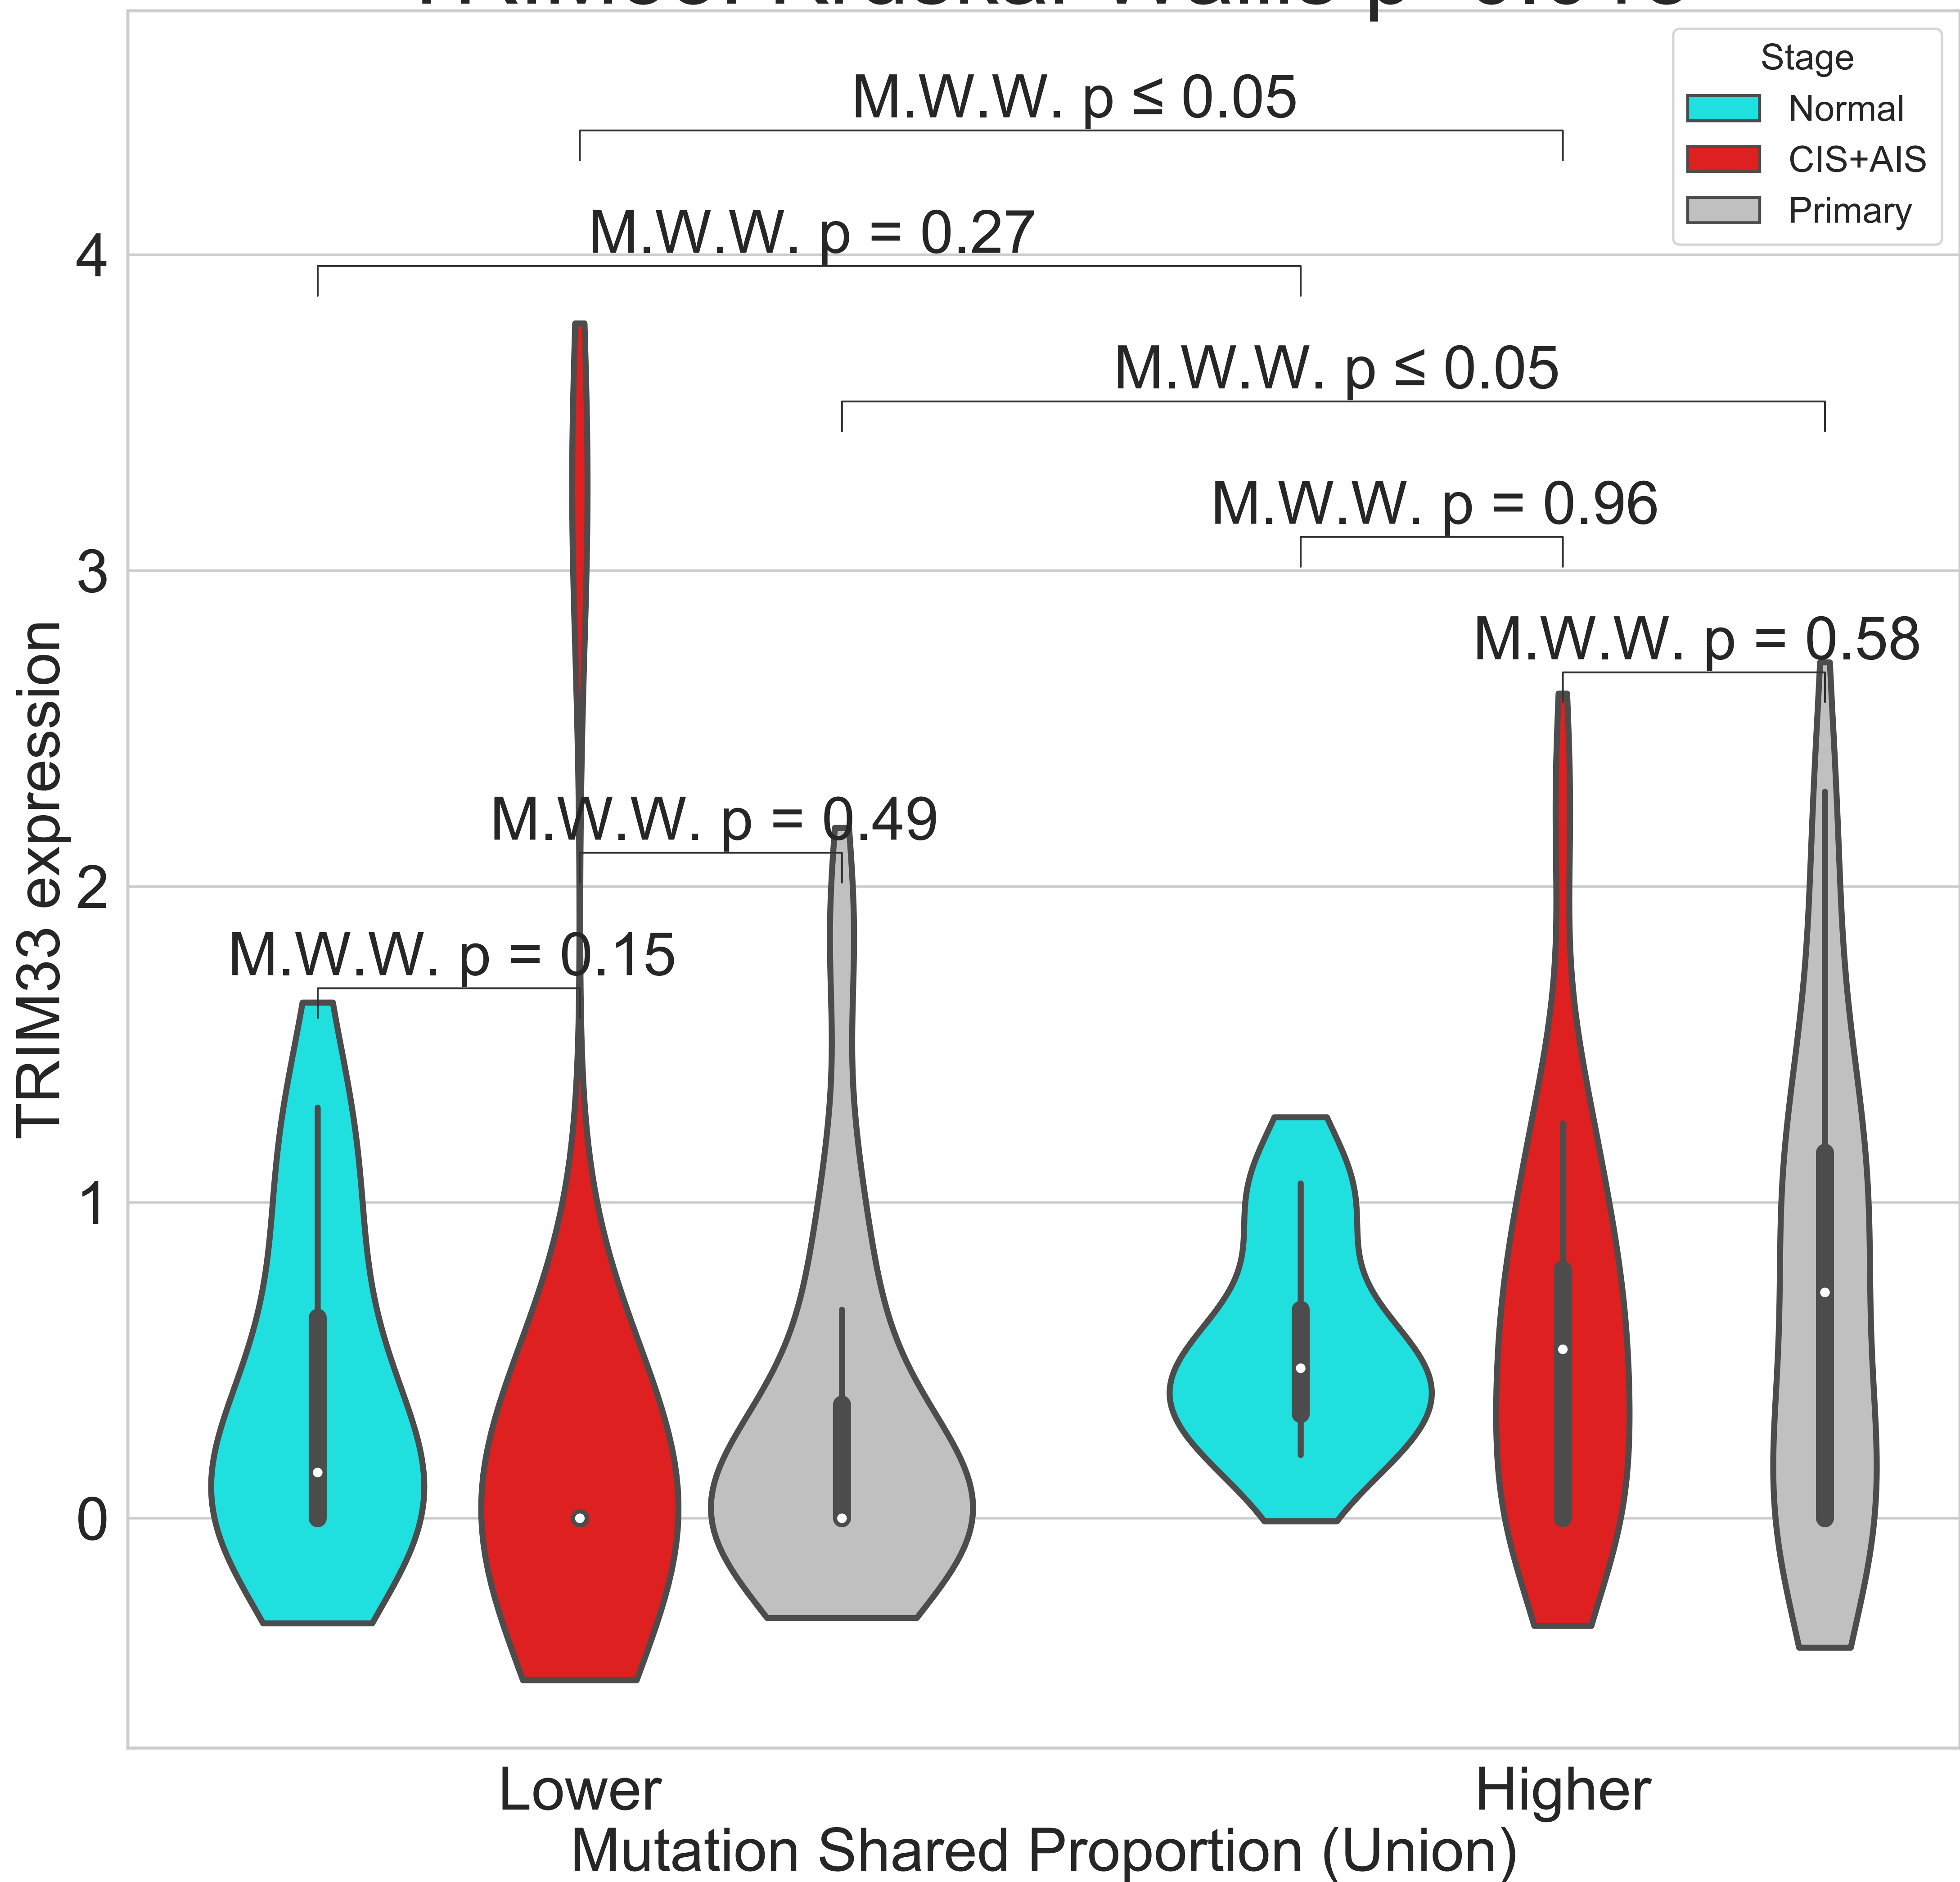 Stage
Normal
CIS+AIS
Primary
M.W.W. p ≤ 0.05
M.W.W. p = 0.27
M.W.W. p ≤ 0.05
M.W.W. p = 0.96
M.W.W. p = 0.58
M.W.W. p = 0.49
M.W.W. p = 0.15
4
3
2
1
0
TRIM33 expression
Lower
Higher
Mutation Shared Proportion (Union)